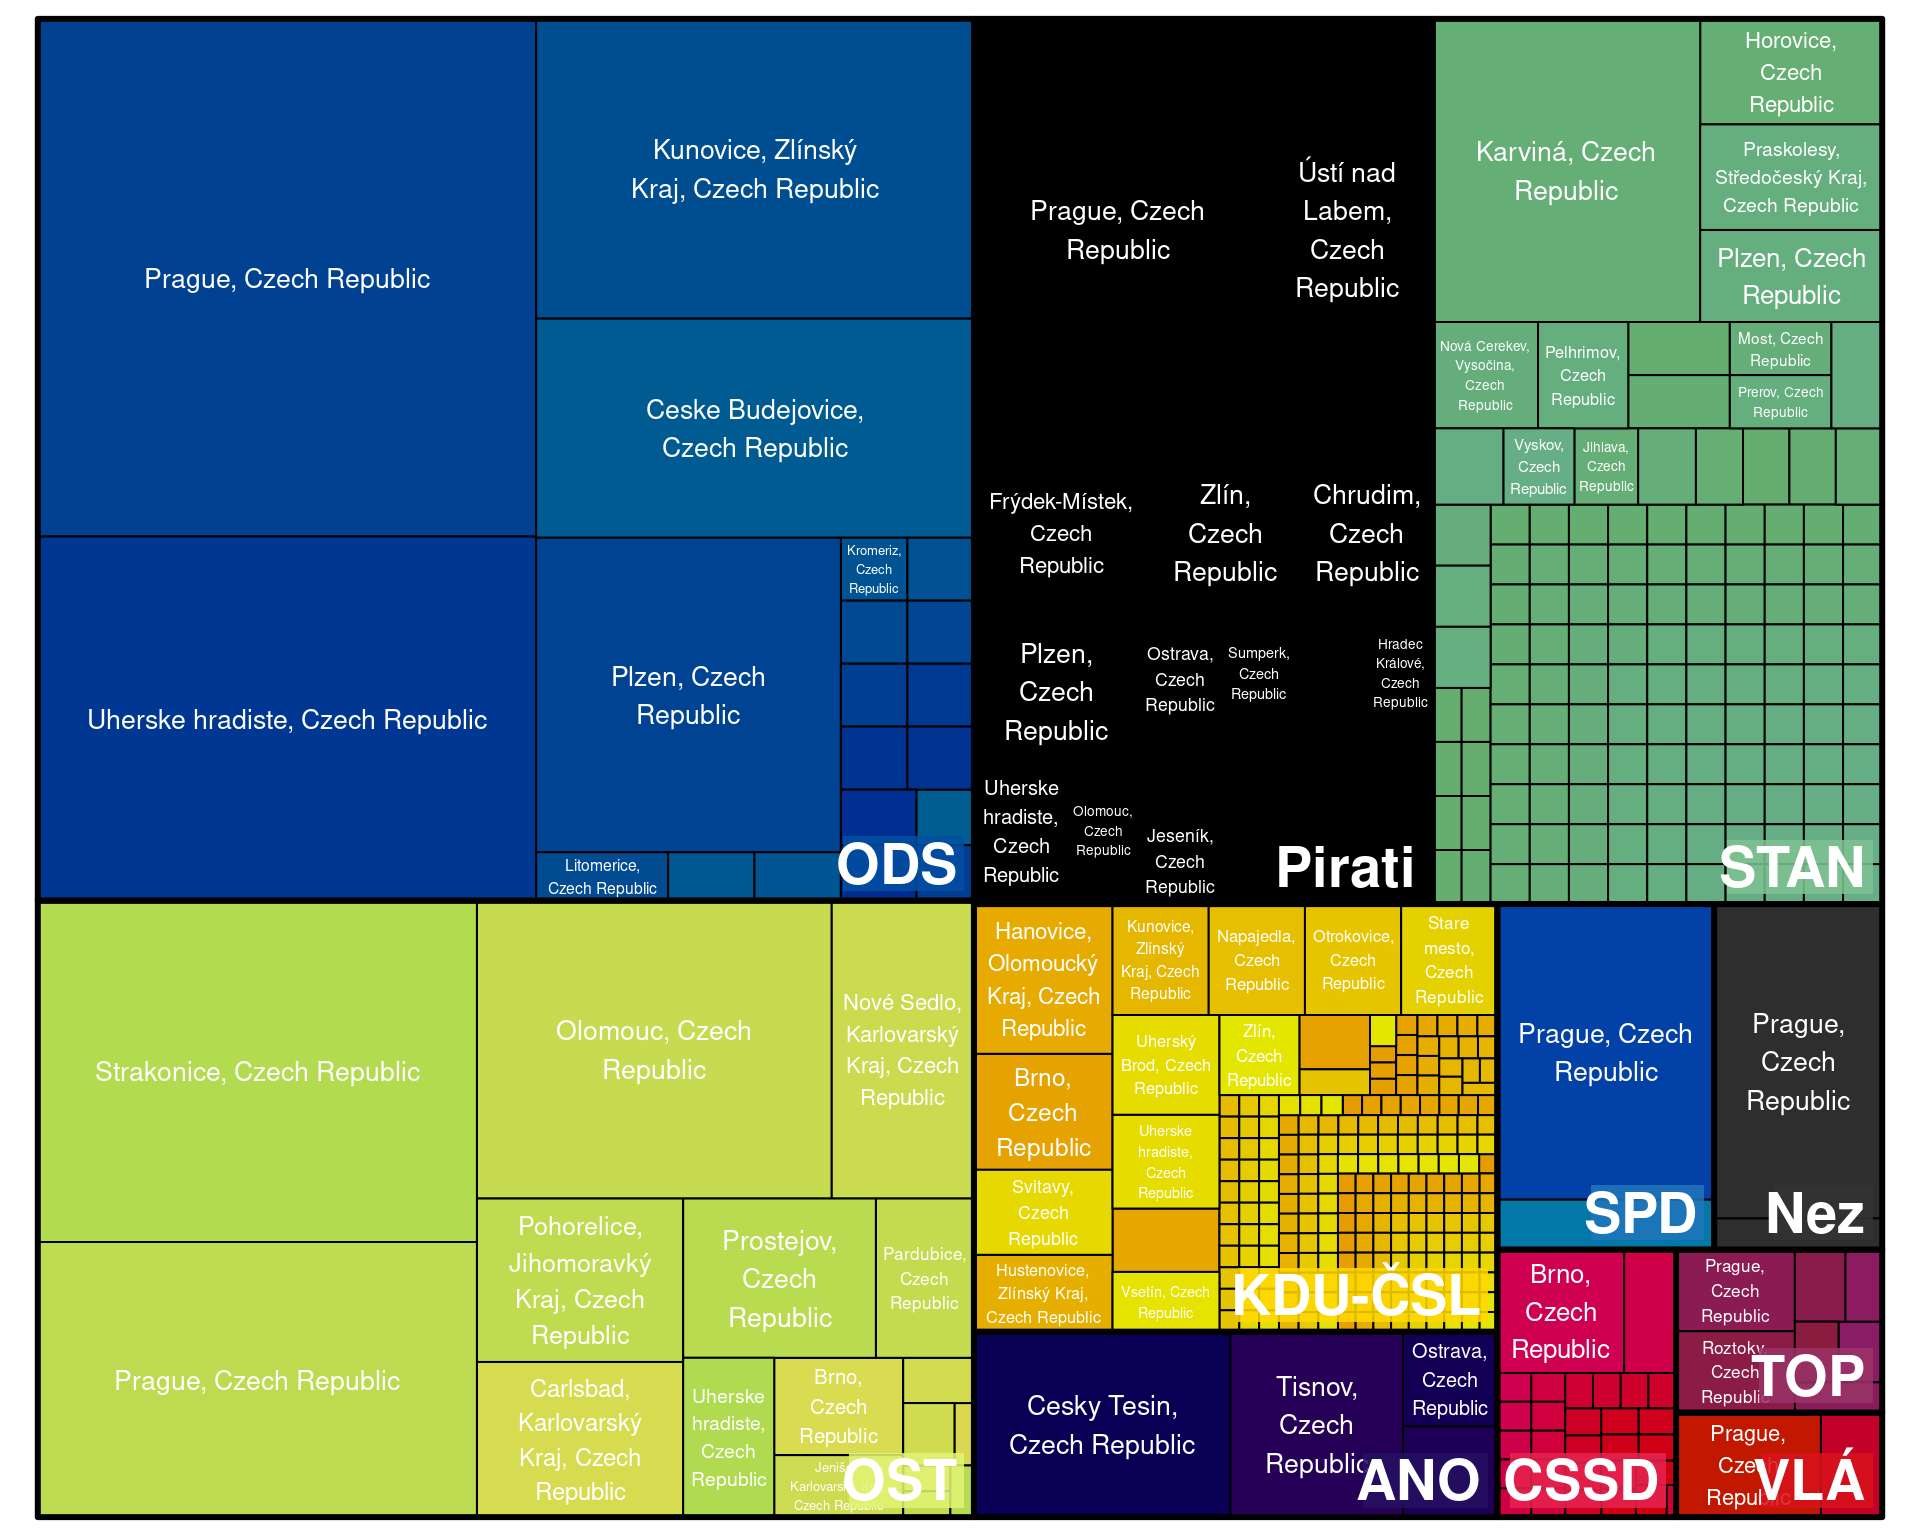 Prague, Czech Republic
Uherske hradiste, Czech Republic
Kunovice, Zlínský
Kraj, Czech Republic
Ceske Budejovice,
Czech Republic
Plzen, Czech
Republic
Kromeriz,
Czech
Republic
Litomerice,
Czech Republic
ODS
Prague, Czech
Republic
Ústí nad
Labem,
Czech
Republic
Frýdek-Místek,
Czech
Republic
Zlín,
Czech
Republic
Chrudim,
Czech
Republic
Plzen,
Czech
Republic
Ostrava,
Czech
Republic
Sumperk,
Czech
Republic
Hradec
Králové,
Czech
Republic
Uherske
hradiste,
Czech
Republic
Olomouc,
Czech
Republic
Jeseník,
Czech
Republic
Pirati
Karviná, Czech
Republic
Horovice,
Czech
Republic
Praskolesy,
Středočeský Kraj,
Czech Republic
Plzen, Czech
Republic
Nová Cerekev,
Vysočina,
Czech
Republic
Pelhrimov,
Czech
Republic
Most, Czech
Republic
Prerov, Czech
Republic
Vyskov,
Czech
Republic
Jihlava,
Czech
Republic
STAN
Strakonice, Czech Republic
Prague, Czech Republic
Olomouc, Czech
Republic
Nové Sedlo,
Karlovarský
Kraj, Czech
Republic
Pohorelice,
Jihomoravký
Kraj, Czech
Republic
Carlsbad,
Karlovarský
Kraj, Czech
Republic
Prostejov,
Czech
Republic
Pardubice,
Czech
Republic
Uherske
hradiste,
Czech
Republic
Brno,
Czech
Republic
Czech Republic
OST
Hanovice,
Olomoucký
Kraj, Czech
Republic
Brno,
Czech
Republic
Svitavy,
Czech
Republic
Hustenovice,
Zlínský Kraj,
Czech Republic
Kunovice,
Zlínský
Kraj, Czech
Republic
Napajedla,
Czech
Republic
Otrokovice,
Czech
Republic
Stare
mesto,
Czech
Republic
Uherský
Brod, Czech
Republic
Zlín,
Czech
Republic
Uherske
hradiste,
Czech
Republic
Vsetín, Czech
Republic
KDU-ČSL
Cesky Tesin,
Czech Republic
Tisnov,
Czech
Republic
Ostrava,
Czech
Republic
ANO
Prague, Czech
Republic
SPD
Prague,
Czech
Republic
Nez
Brno,
Czech
Republic
CSSD
Prague,
Czech
Republic
Roztoky,
Czech
Republic
TOP
Prague,
Czech
Republic
VLÁ